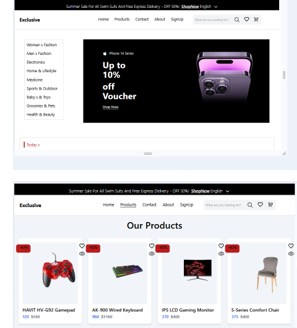 Summer Sale For All Swim Suits And Free Express Delivery - OFF 50%! ShopNow English
Exclusive Home Products Contact About SignUp What are you looking for?
Woman's Fashion
Men's Fashion
Electronics
Home & Lifestyle
Medicine
Sports & Outdoor
Baby's & Toys
Groceries & Pets
Health & Beauty
iPhone 14 Series
Up to
10%
off
Voucher
Shop Now
Today's
Summer Sale For All Swim Suits And Free Express Delivery - OFF 50%! ShopNow English
Exclusive Home Products Contact About SignUp What are you looking for?
Our Products
HAVIT HV-G92 Gamepad
120 $160
AK-900 Wired Keyboard
960 $1160
IPS LCD Gaming Monitor
370 $400
S-Series Comfort Chair
375 $400